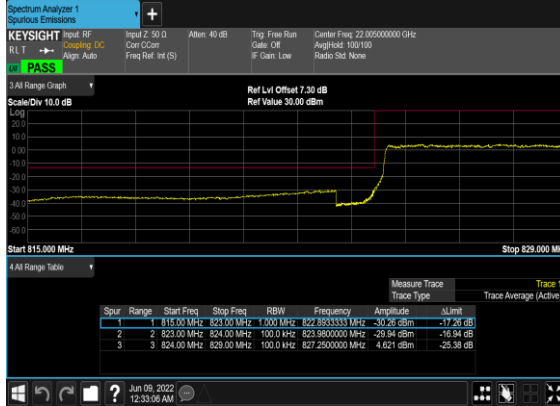 Spectrum Analyzer 1
Spurious Emissions
+
KEYSIGHT Input: RF Input Z: 50 Ω Atten: 40 dB Trig: Free Run Center Freq: 22.005000000 GHz
RLT Coupling: DC Corr CCorr Gate: Off Avg|Hold: 100/100
Align: Auto Freq Ref: Int (S) IF Gain: Low Radio Std: None
PASS
3 All Range Graph
Ref Lvl Offset 7.30 dB
Scale/Div 10.0 dB Ref Value 30.00 dBm
Log
20.0
10.0
0.00
-10.0
-20.0
-30.0
-40.0
-50.0
-60.0
Start 815.000 MHz Stop 829.000 MH
4 All Range Table
Measure Trace Trace 1
Trace Type Trace Average (Active
Spur Range Start Freq Stop Freq RBW Frequency Amplitude ΔLimit
1 1 815.00 MHz 823.00 MHz 1.000 MHz 822.8933333 MHz -30.26 dBm -17.26 dB
2 2 823.00 MHz 824.00 MHz 100.0 kHz 823.9800000 MHz -29.94 dBm -16.94 dB
3 3 824.00 MHz 829.00 MHz 100.0 kHz 827.2500000 MHz 4.621 dBm -25.38 dB
? Jun 09, 2022
12:33:06 AM